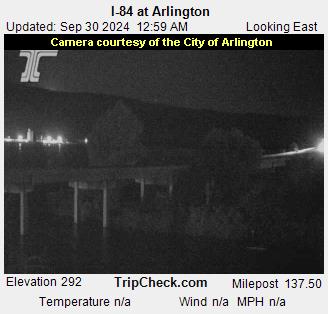 I-84 at Arlington
Updated: Sep 30 2024 12:59 AM Looking East
Camera courtesy of the City of Arlington
Elevation 292 TripCheck.com Milepost 137.50
Temperature n/a Wind n/a MPH n/a